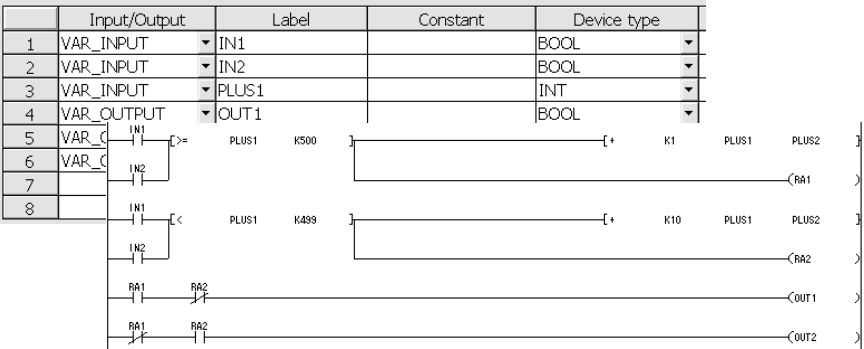 Input/Output Label Constant Device type
1 VAR_INPUT IN1 BOOL
2 VAR_INPUT IN2 BOOL
3 VAR_INPUT PLUS1 INT
4 VAR_OUTPUT OUT1 BOOL
5 VAR_
6 VAR_
7
8
IN1
[>= PLUS1 K500 ] [+ K1 PLUS1 PLUS2 ]
IN2
(RA1 )
IN1
[< PLUS1 K499 ] [+ K10 PLUS1 PLUS2 ]
IN2
(RA2 )
RA1 RA2
(OUT1 )
RA1 RA2
(OUT2 )